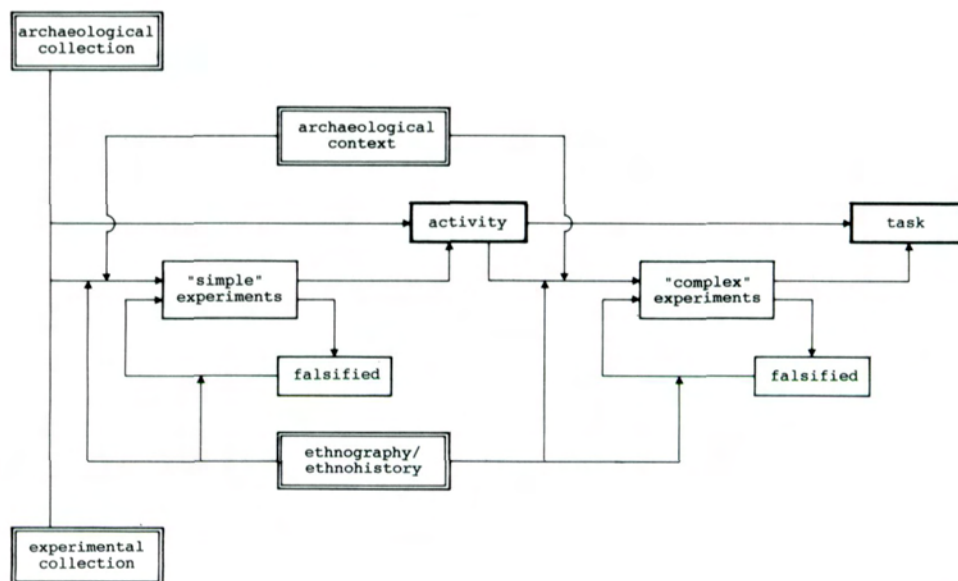 archaeological
collection
archaeological
context
activity
task
"simple"
experiments
"complex"
experiments
falsified
falsified
ethnography/
ethnohistory
experimental
collection